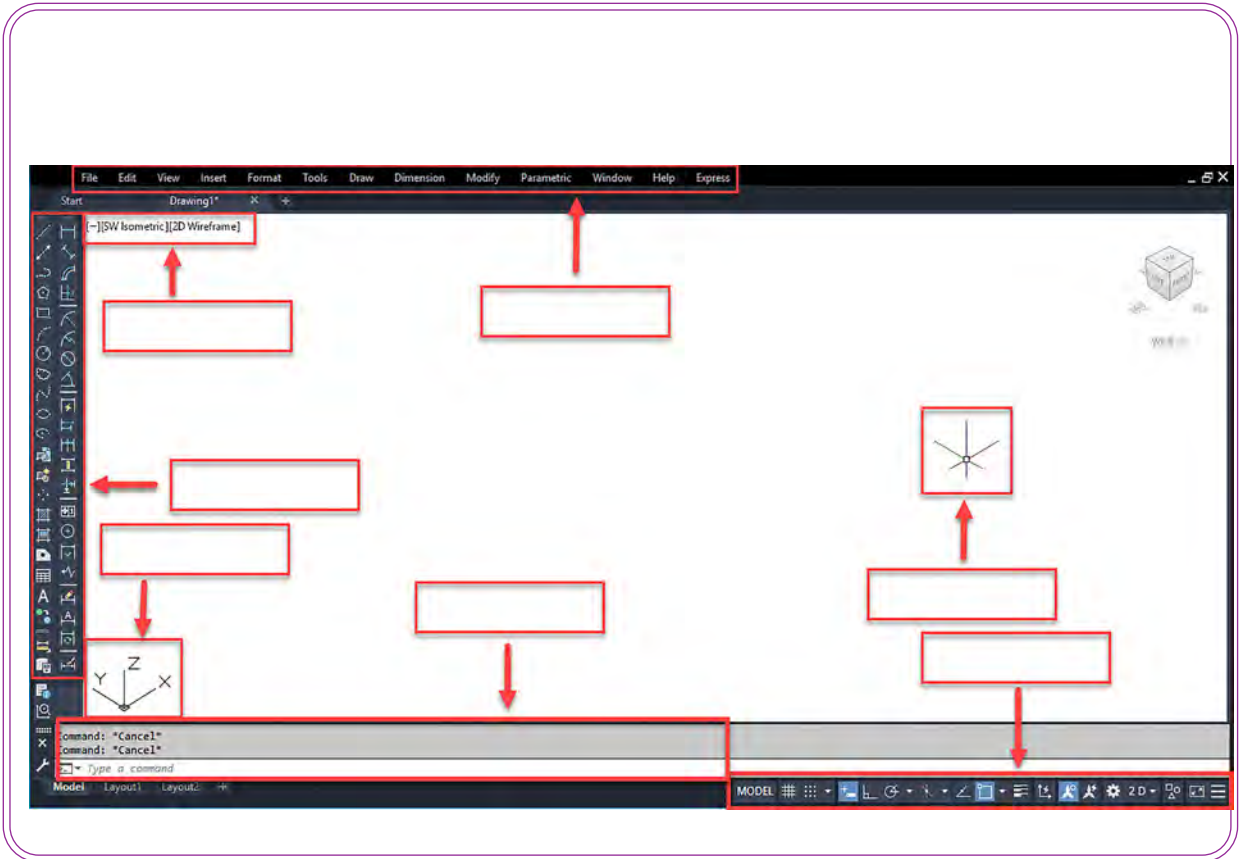 File Edit View Insert Format Tools Draw Dimension Modify Parametric Window Help Express
Start Drawing1* × +
[−][SW Isometric][2D Wireframe]
A
A
Z
Y X
Command: *Cancel*
Command: *Cancel*
Type a command
Model Layout1 Layout2 +
MODEL 2D